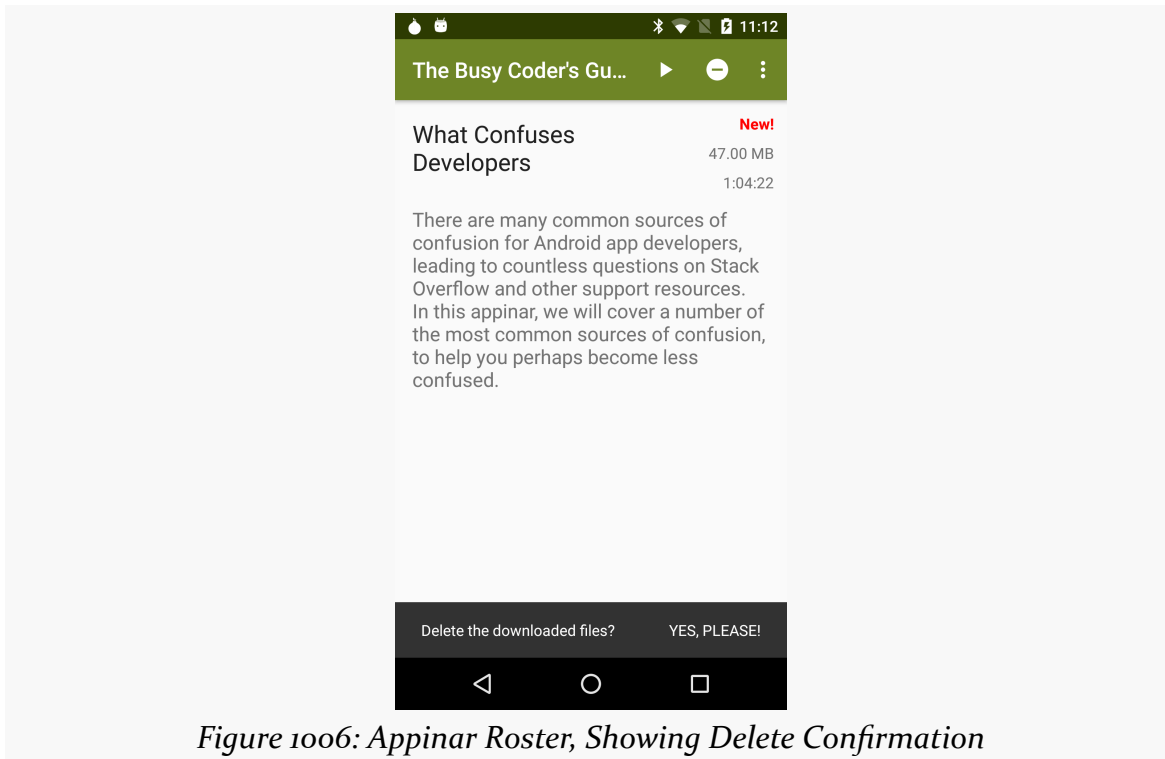 11:12
The Busy Coder's Gu...
What Confuses
Developers
New!
47.00 MB
1:04:22
There are many common sources of
confusion for Android app developers,
leading to countless questions on Stack
Overflow and other support resources.
In this appinar, we will cover a number of
the most common sources of confusion,
to help you perhaps become less
confused.
Delete the downloaded files? YES, PLEASE!
Figure 1006: Appinar Roster, Showing Delete Confirmation